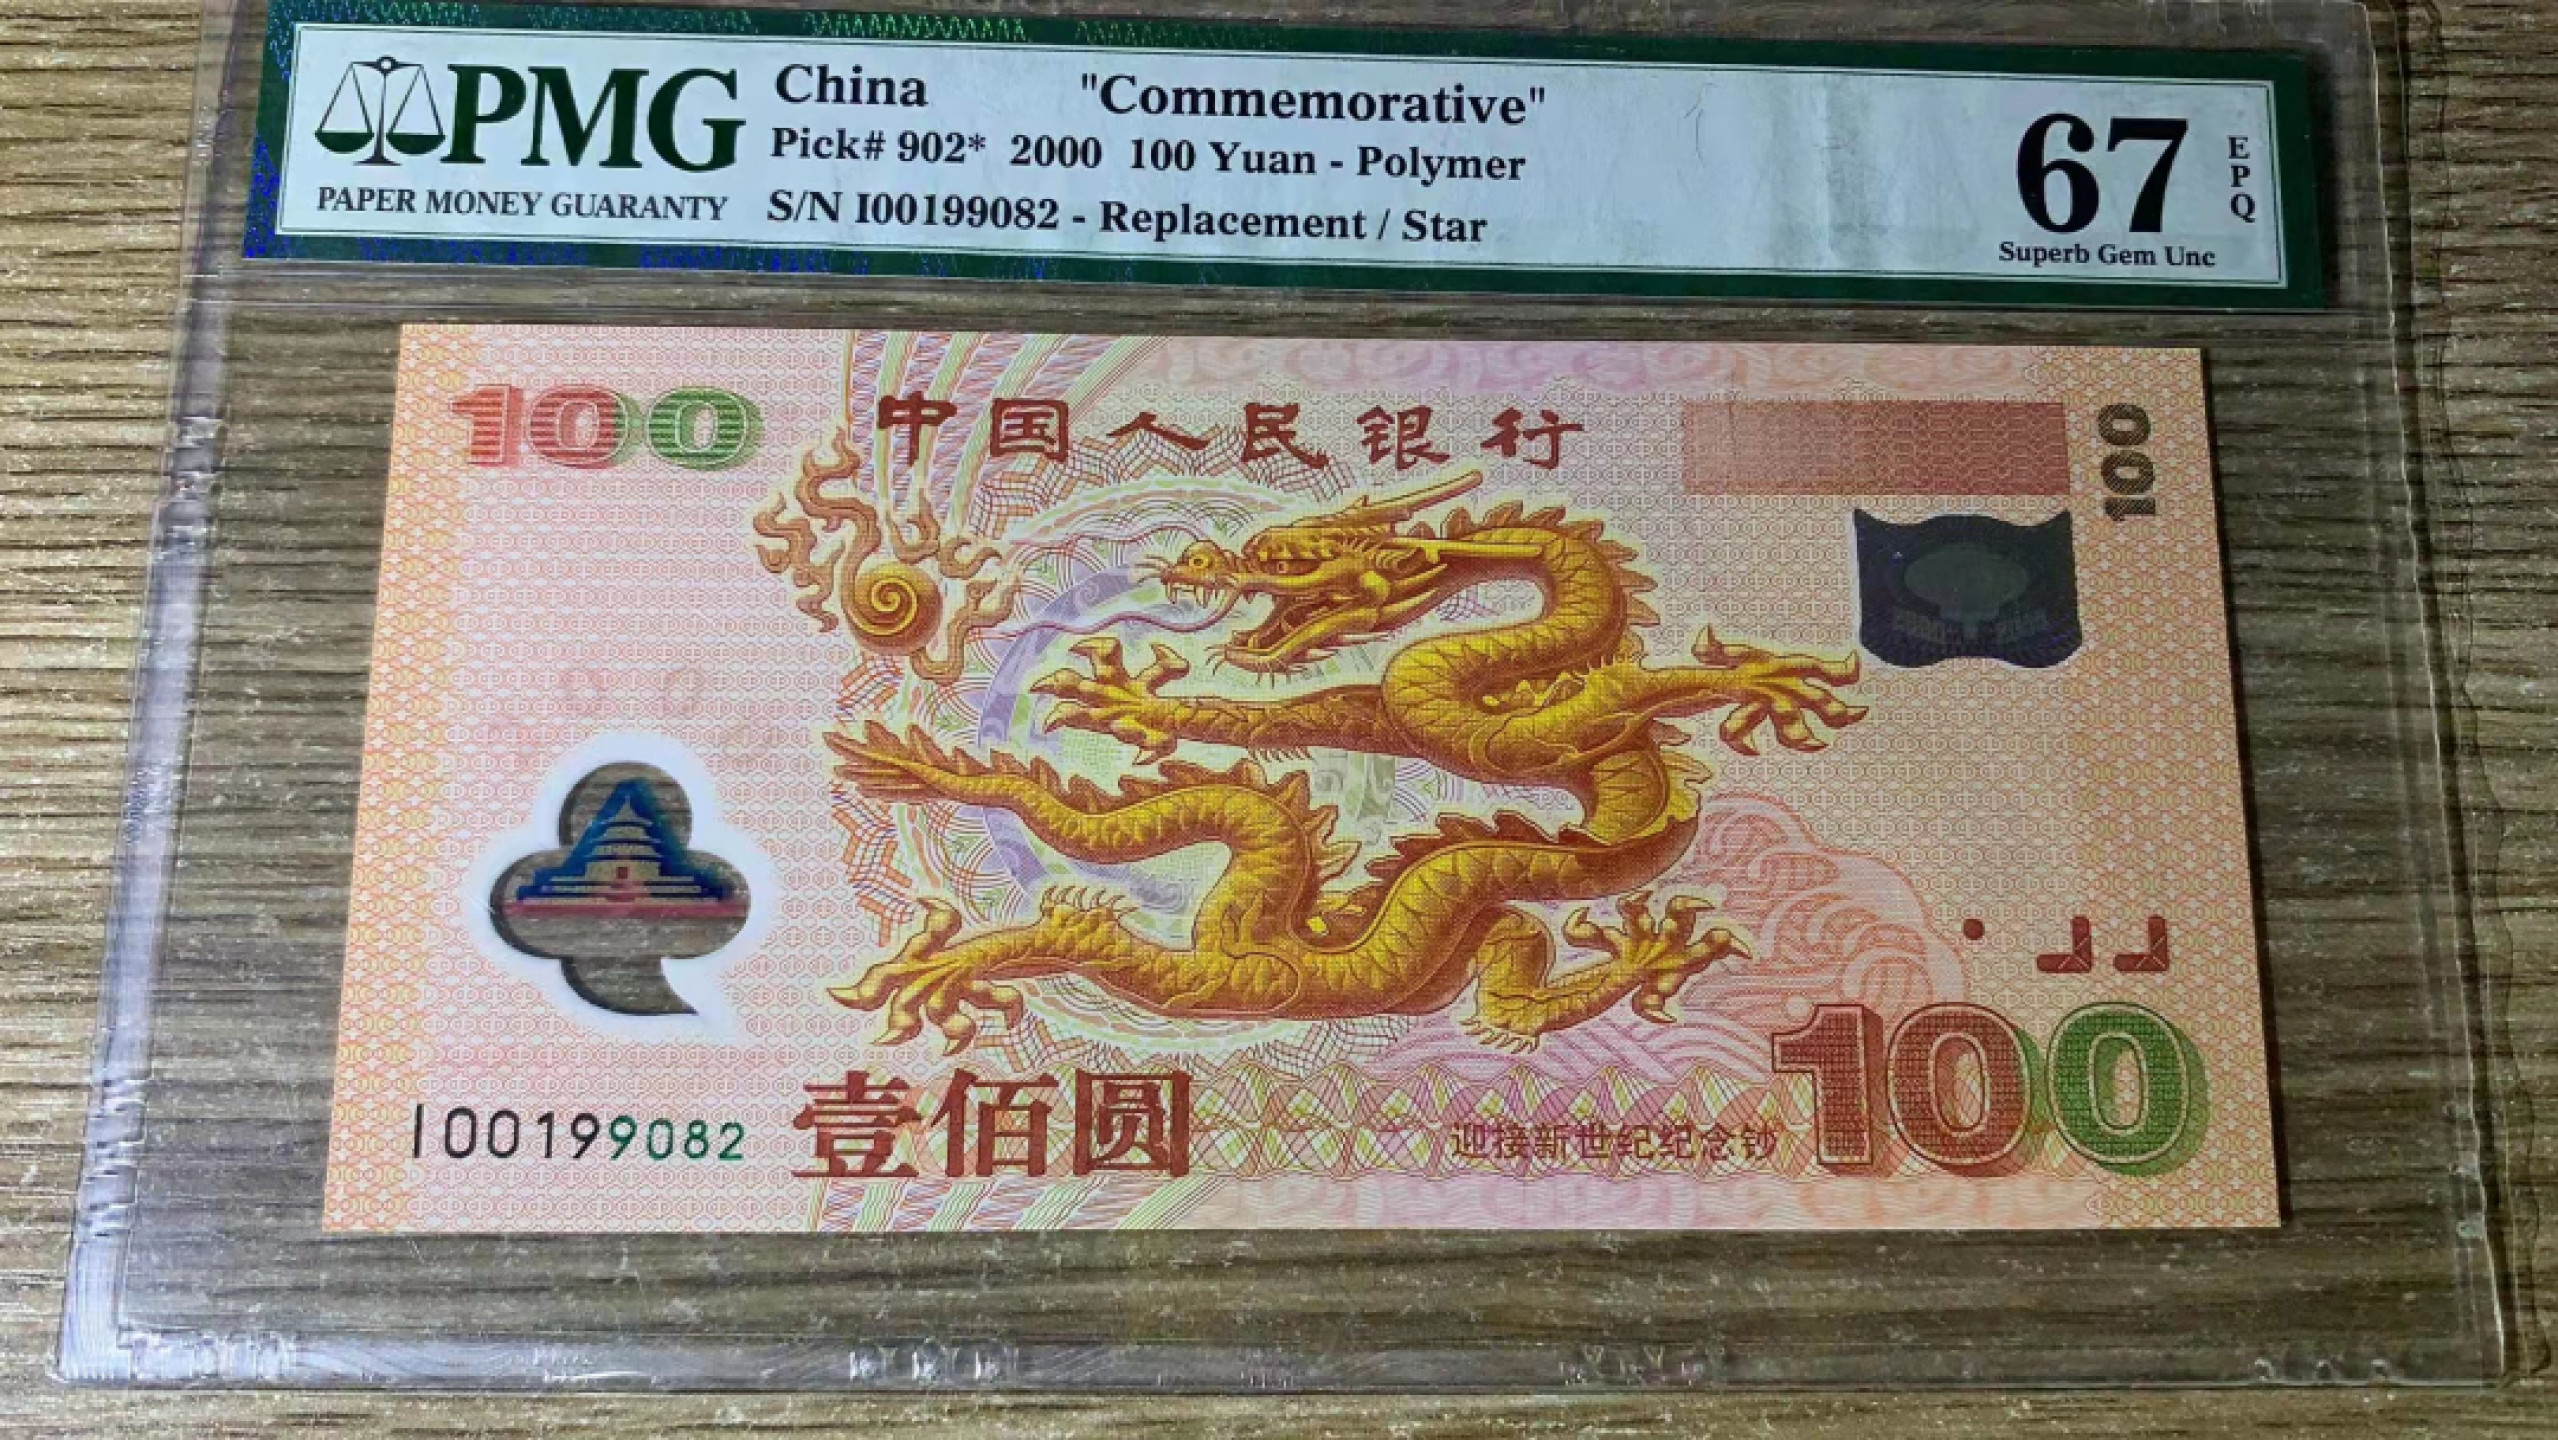 PMG
PAPER MONEY GUARANTY
China "Commemorative"
Pick# 902* 2000 100 Yuan - Polymer
S/N I00199082 - Replacement / Star
67
EPQ
Superb Gem Unc
100
中国人民银行
100
I00199082
壹佰圆
迎接新世纪纪念钞
100